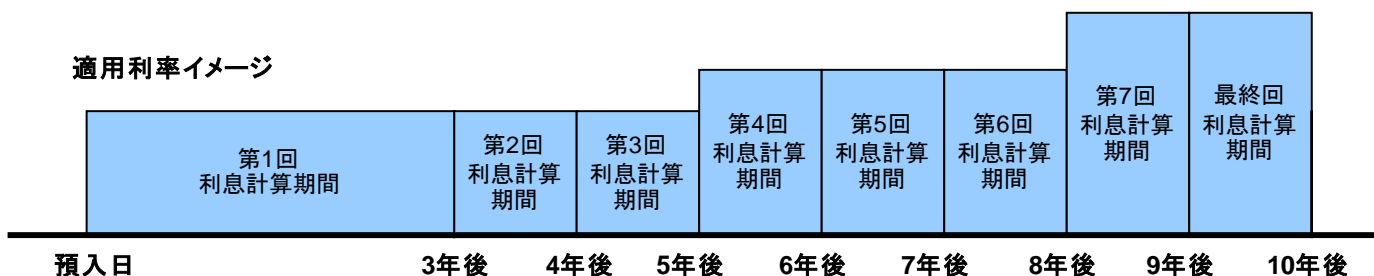 適用利率イメージ
第1回
利息計算期間
第2回
利息計算
期間
第3回
利息計算
期間
第4回
利息計算
期間
第5回
利息計算
期間
第6回
利息計算
期間
第7回
利息計算
期間
最終回
利息計算
期間
預入日 3年後 4年後 5年後 6年後 7年後 8年後 9年後 10年後